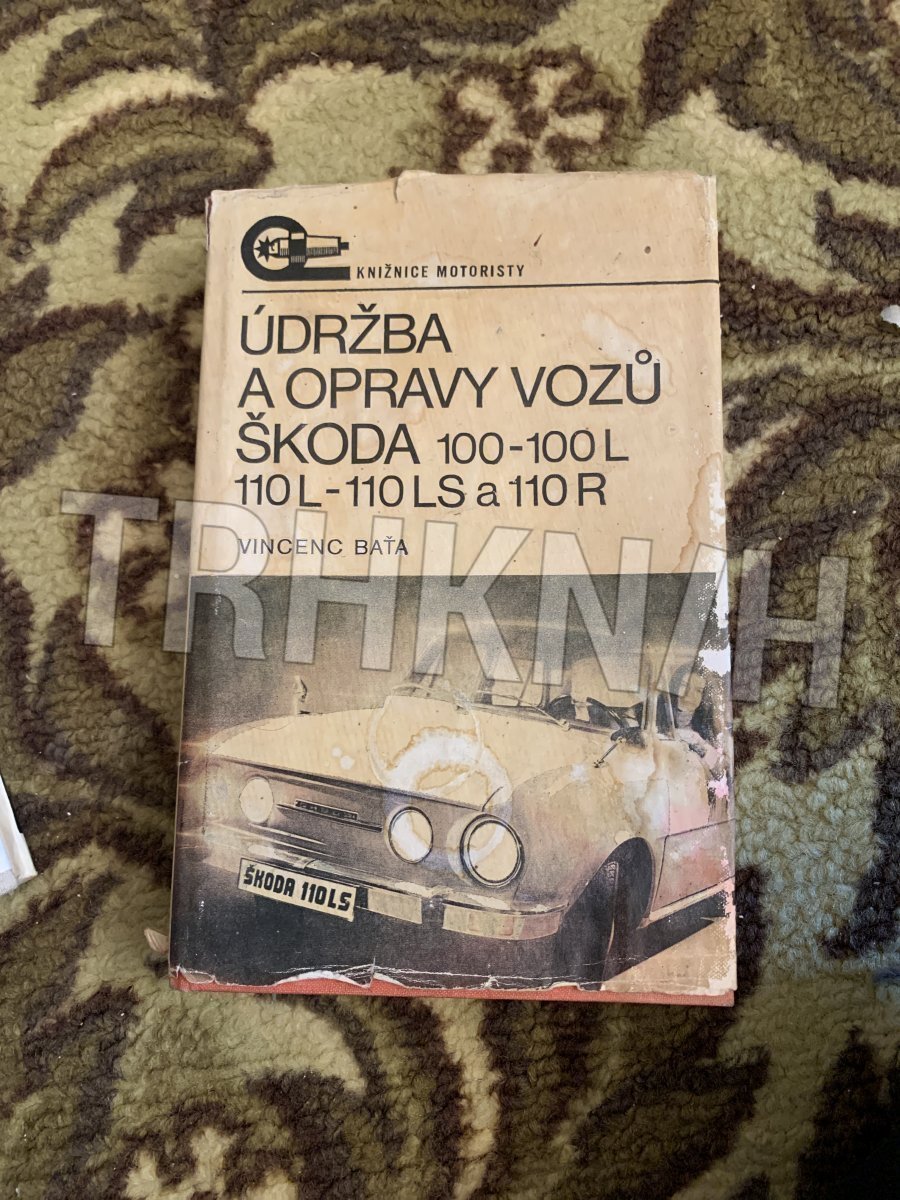 KNIŽNICE MOTORISTY
ÚDRŽBA
A OPRAVY VOZŮ
ŠKODA 100-100 L
110 L - 110 LS a 110 R
VINCENC BAŤA
TRHKNIH
ŠKODA 110LS